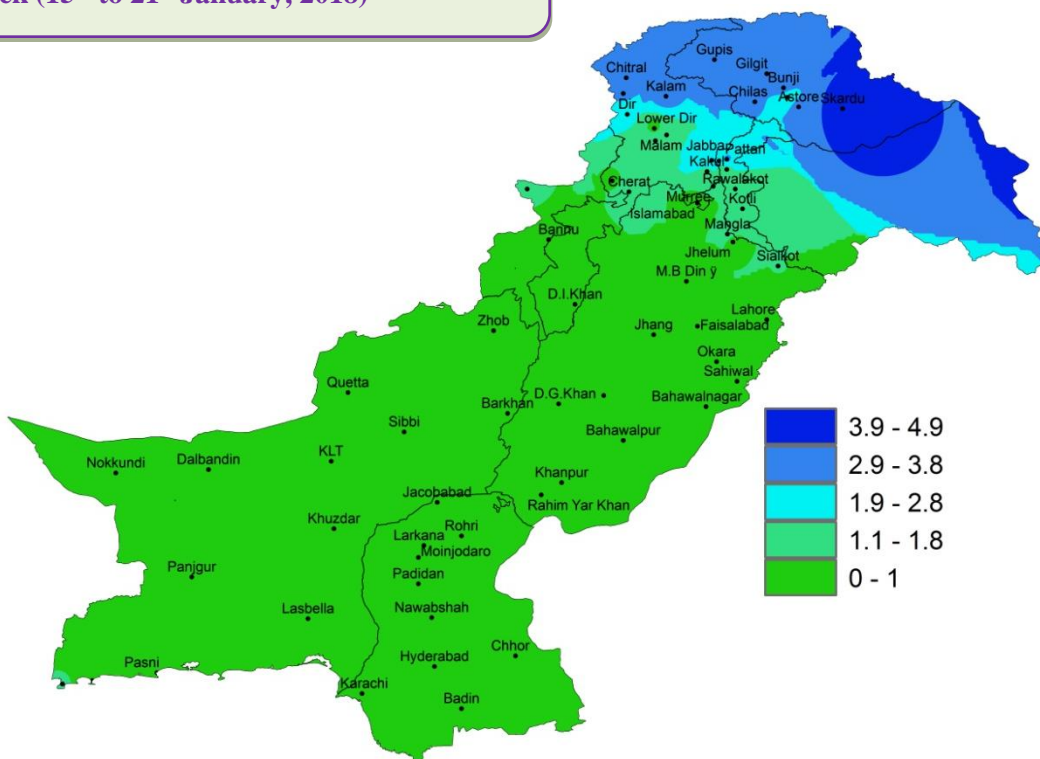 (15th to 21st January, 2018)
Gupis
Chitral
Gilgit
Bunji
Kalam
Chilas
Astore
Skardu
Dir
Lower Dir
Malam Jabba
Pattan
Kakul
Cherat
Rawalakot
Murree
Kotli
Islamabad
Bannu
Mangla
Jhelum
Sialkot
M.B Din ÿ
D.I.Khan
Lahore
Zhob
Jhang
Faisalabad
Okara
Sahiwal
Quetta
D.G.Khan
Bahawalnagar
Barkhan
Sibbi
Bahawalpur
KLT
Nokkundi
Dalbandin
Khanpur
Jacobabad
Rahim Yar Khan
Khuzdar
Rohri
Larkana
Moinjodaro
Panjgur
Padidan
Lasbella
Nawabshah
Chhor
Pasni
Hyderabad
Karachi
Badin
3.9 - 4.9
2.9 - 3.8
1.9 - 2.8
1.1 - 1.8
0 - 1